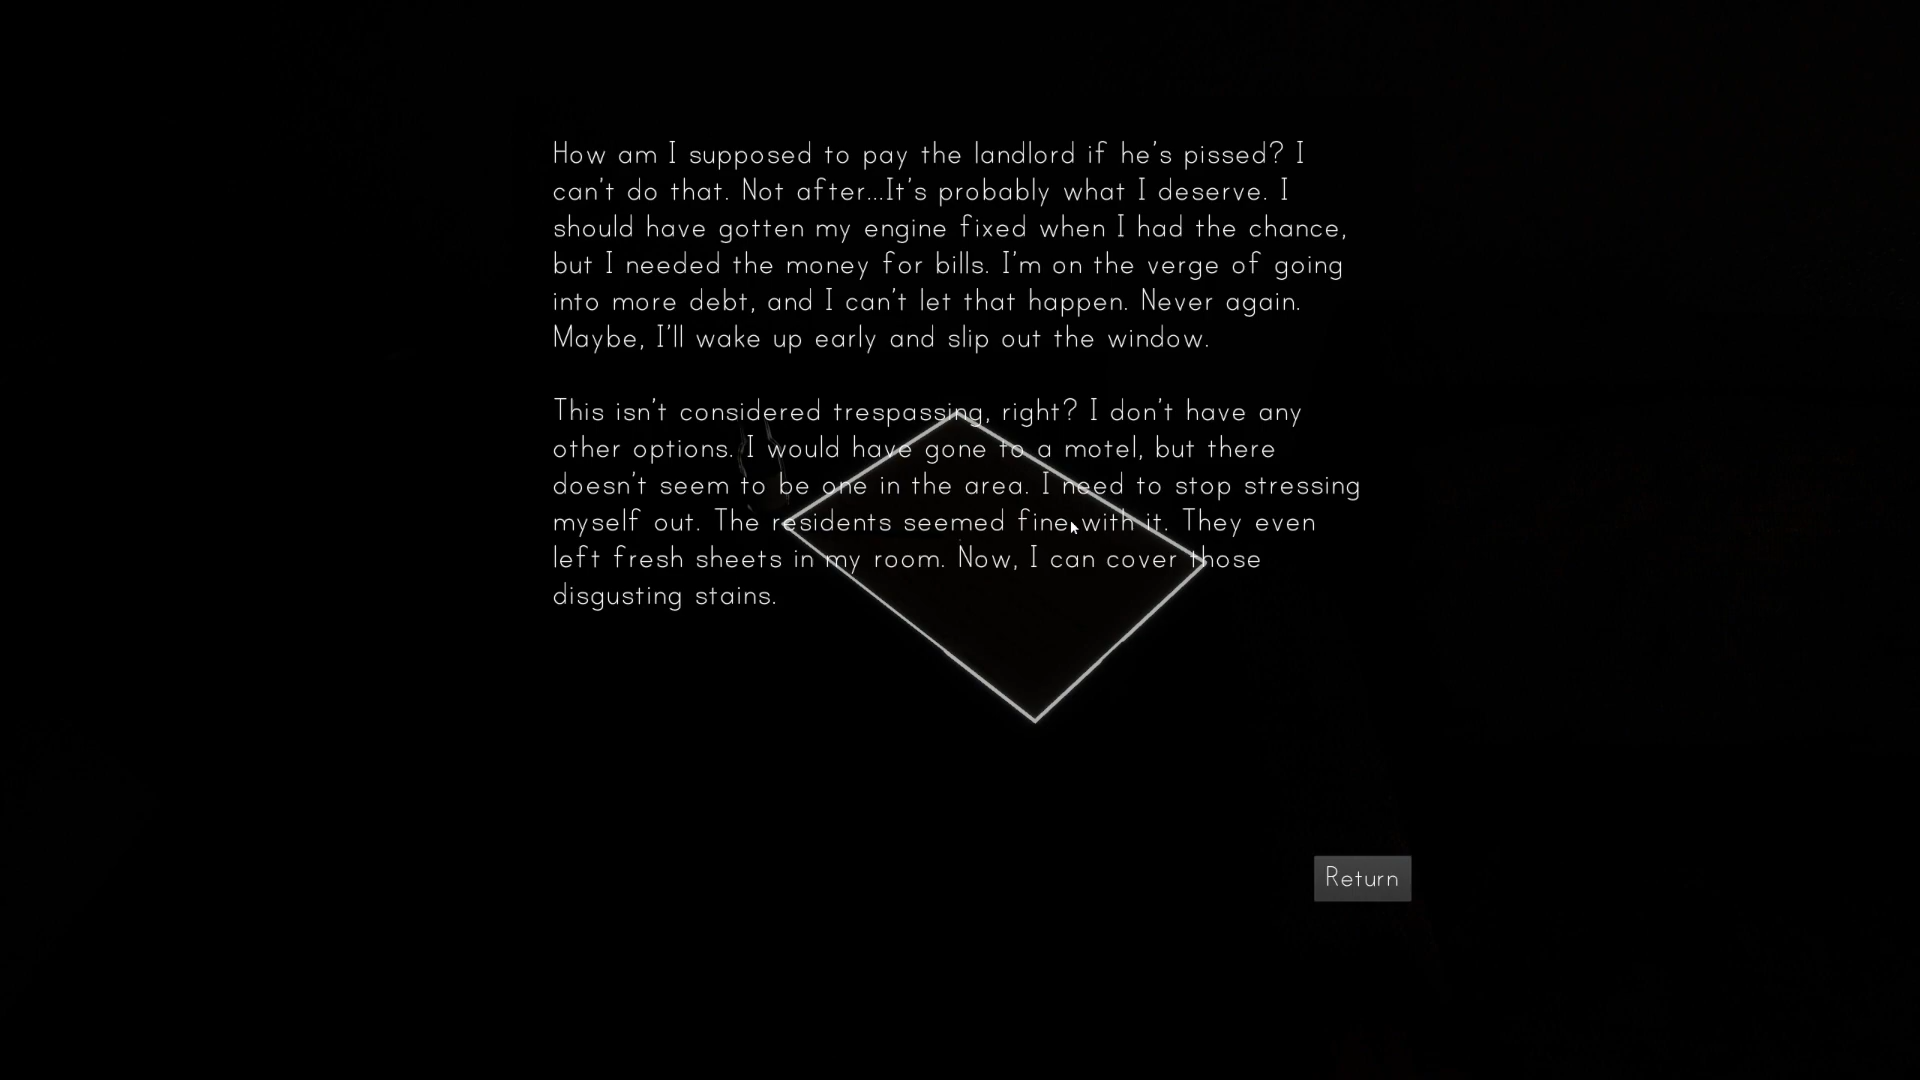 How am I supposed to pay the landlord if he's pissed? I
can't do that. Not after...It's probably what I deserve. I
should have gotten my engine fixed when I had the chance,
but I needed the money for bills. I'm on the verge of going
into more debt, and I can't let that happen. Never again.
Maybe, I'll wake up early and slip out the window.
This isn't considered trespassing, right? I don't have any
other options. I would have gone to a motel, but there
doesn't seem to be one in the area. I need to stop stressing
myself out. The residents seemed fine with it. They even
left fresh sheets in my room. Now, I can cover those
disgusting stains.
Return